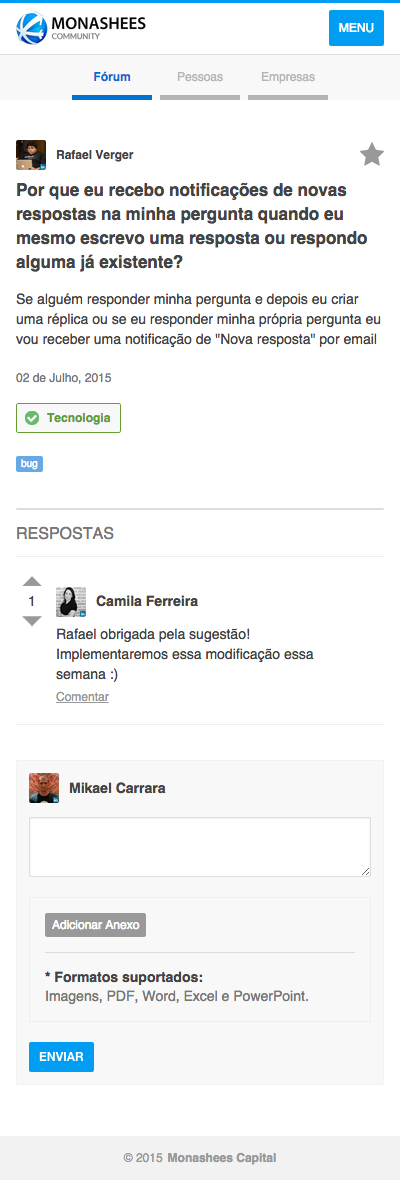 MONASHEES
COMMUNITY
MENU
Fórum
Pessoas
Empresas
Rafael Verger
Por que eu recebo notificações de novas
respostas na minha pergunta quando eu
mesmo escrevo uma resposta ou respondo
alguma já existente?
Se alguém responder minha pergunta e depois eu criar
uma réplica ou se eu responder minha própria pergunta eu
vou receber uma notificação de "Nova resposta" por email
02 de Julho, 2015
Tecnologia
bug
RESPOSTAS
1
Camila Ferreira
Rafael obrigada pela sugestão!
Implementaremos essa modificação essa
semana :)
Comentar
Mikael Carrara
Adicionar Anexo
* Formatos suportados:
Imagens, PDF, Word, Excel e PowerPoint.
ENVIAR
© 2015 Monashees Capital